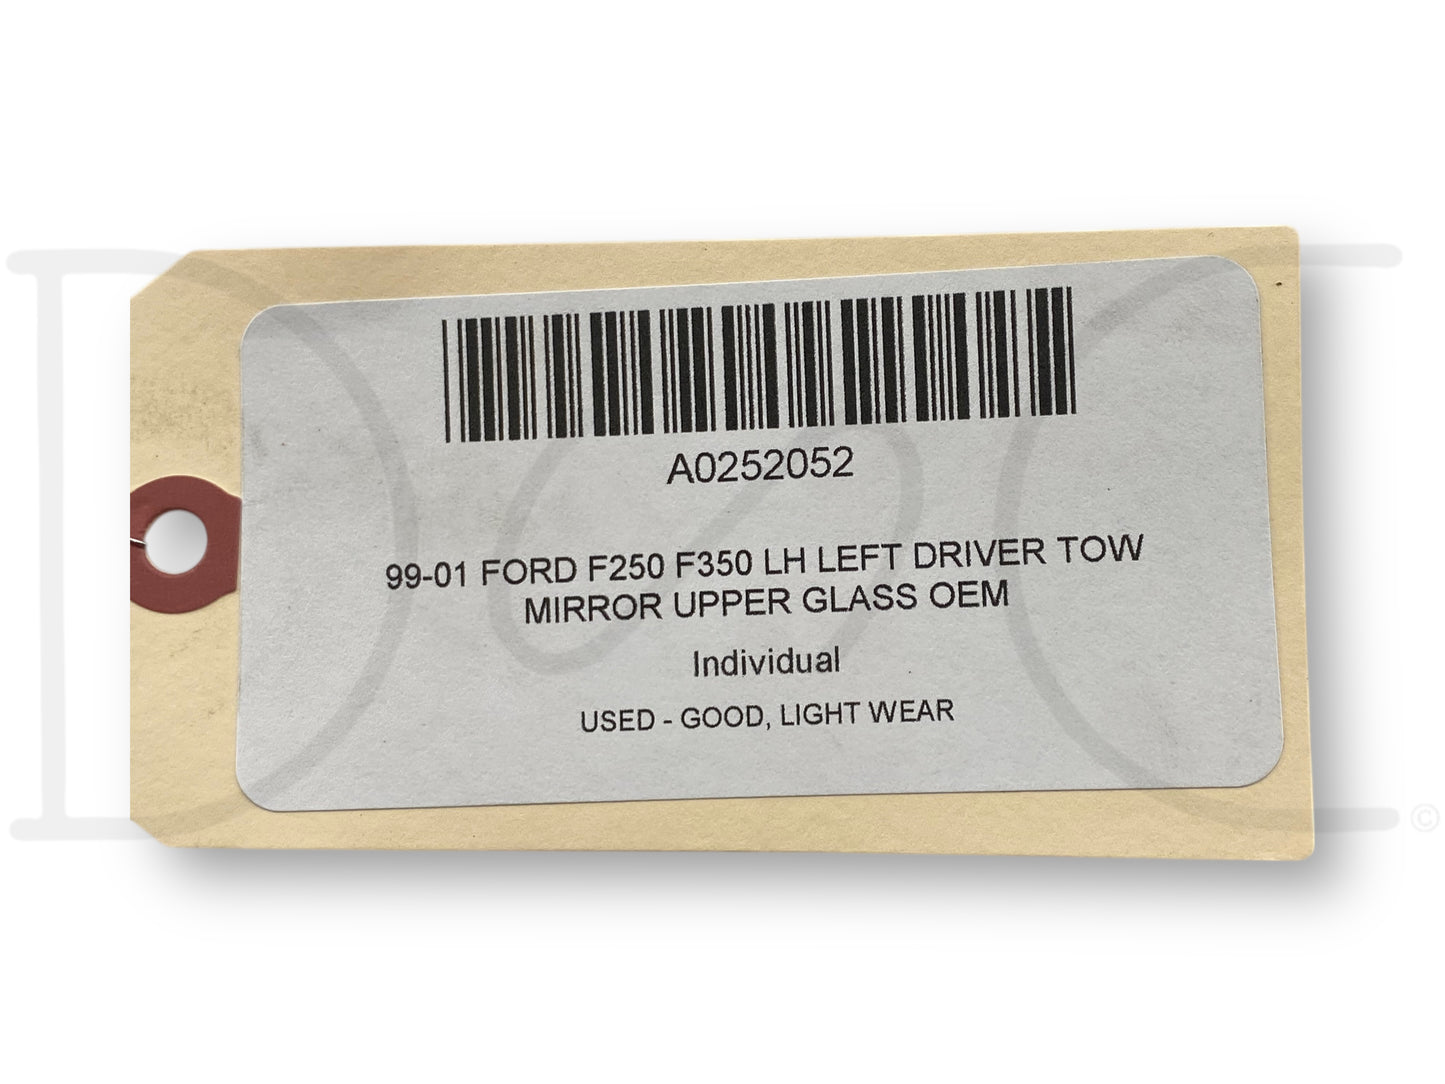 A0252052
99-01 FORD F250 F350 LH LEFT DRIVER TOW
MIRROR UPPER GLASS OEM
Individual
USED - GOOD, LIGHT WEAR
©